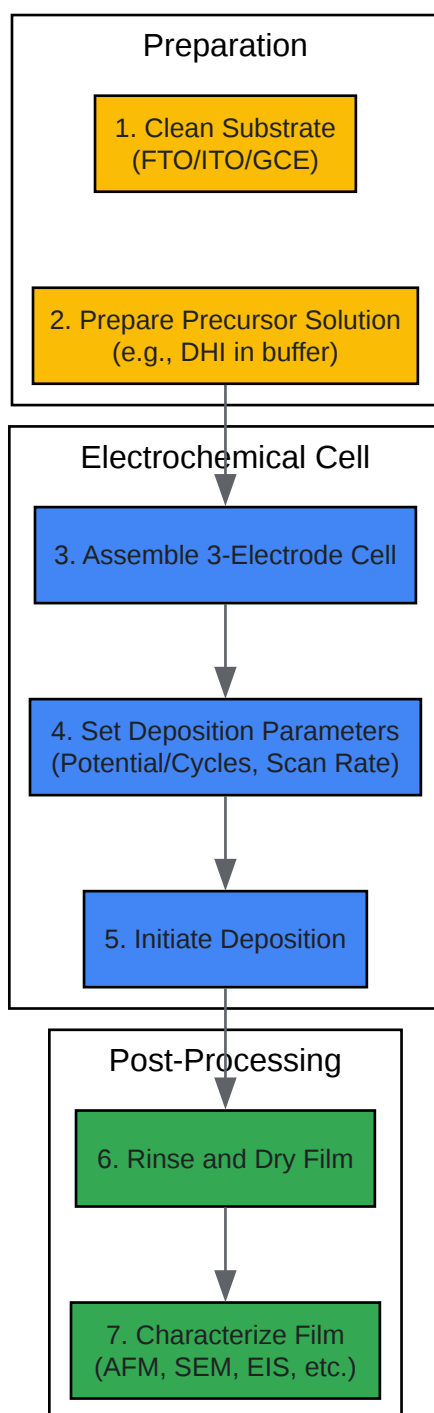 Preparation
1. Clean Substrate
(FTO/ITO/GCE)
2. Prepare Precursor Solution
(e.g., DHI in buffer)
Electrochemical Cell
3. Assemble 3-Electrode Cell
4. Set Deposition Parameters
(Potential/Cycles, Scan Rate)
5. Initiate Deposition
Post-Processing
6. Rinse and Dry Film
7. Characterize Film
(AFM, SEM, EIS, etc.)